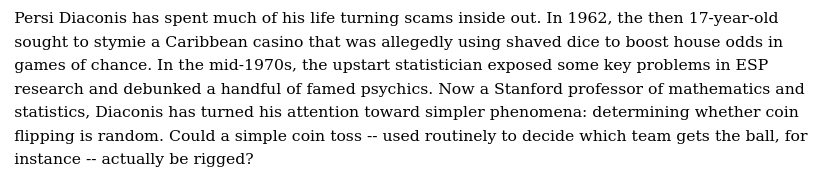 Persi Diaconis has spent much of his life turning scams inside out. In 1962, the then 17-year-old
sought to stymie a Caribbean casino that was allegedly using shaved dice to boost house odds in
games of chance. In the mid-1970s, the upstart statistician exposed some key problems in ESP
research and debunked a handful of famed psychics. Now a Stanford professor of mathematics and
statistics, Diaconis has turned his attention toward simpler phenomena: determining whether coin
flipping is random. Could a simple coin toss -- used routinely to decide which team gets the ball, for
instance -- actually be rigged?